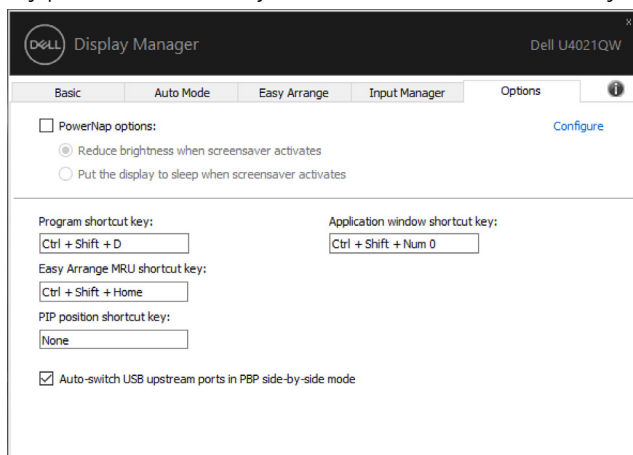 DELL Display Manager
Dell U4021QW
x
Basic
Auto Mode
Easy Arrange
Input Manager
Options
i
PowerNap options:
Configure
Reduce brightness when screensaver activates
Put the display to sleep when screensaver activates
Program shortcut key:
Application window shortcut key:
Ctrl + Shift + D
Ctrl + Shift + Num 0
Easy Arrange MRU shortcut key:
Ctrl + Shift + Home
PIP position shortcut key:
None
Auto-switch USB upstream ports in PBP side-by-side mode